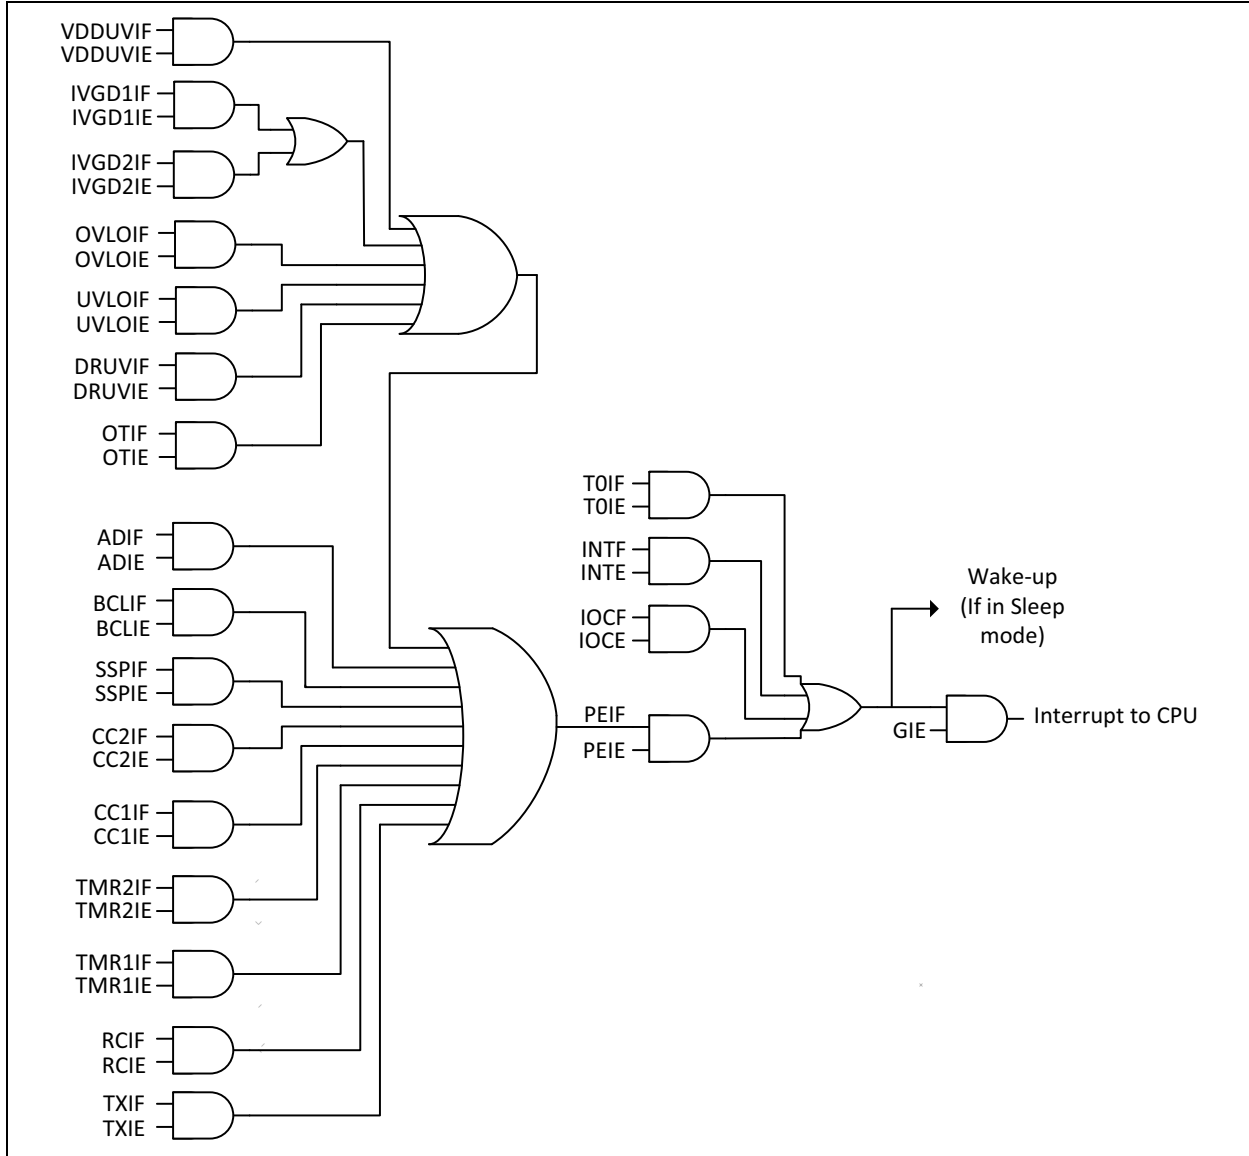 VDDUVIF
VDDUVIE
IVGD1IF
IVGD1IE
IVGD2IF
IVGD2IE
OVLOIF
OVLOIE
UVLOIF
UVLOIE
DRUVIF
DRUVIE
OTIF
OTIE
ADIF
ADIE
BCLIF
BCLIE
SSPIF
SSPIE
CC2IF
CC2IE
CC1IF
CC1IE
TMR2IF
TMR2IE
TMR1IF
TMR1IE
RCIF
RCIE
TXIF
TXIE
T0IF
T0IE
INTF
INTE
IOCF
IOCE
PEIF
PEIE
Wake-up
(If in Sleep
mode)
GIE
Interrupt to CPU